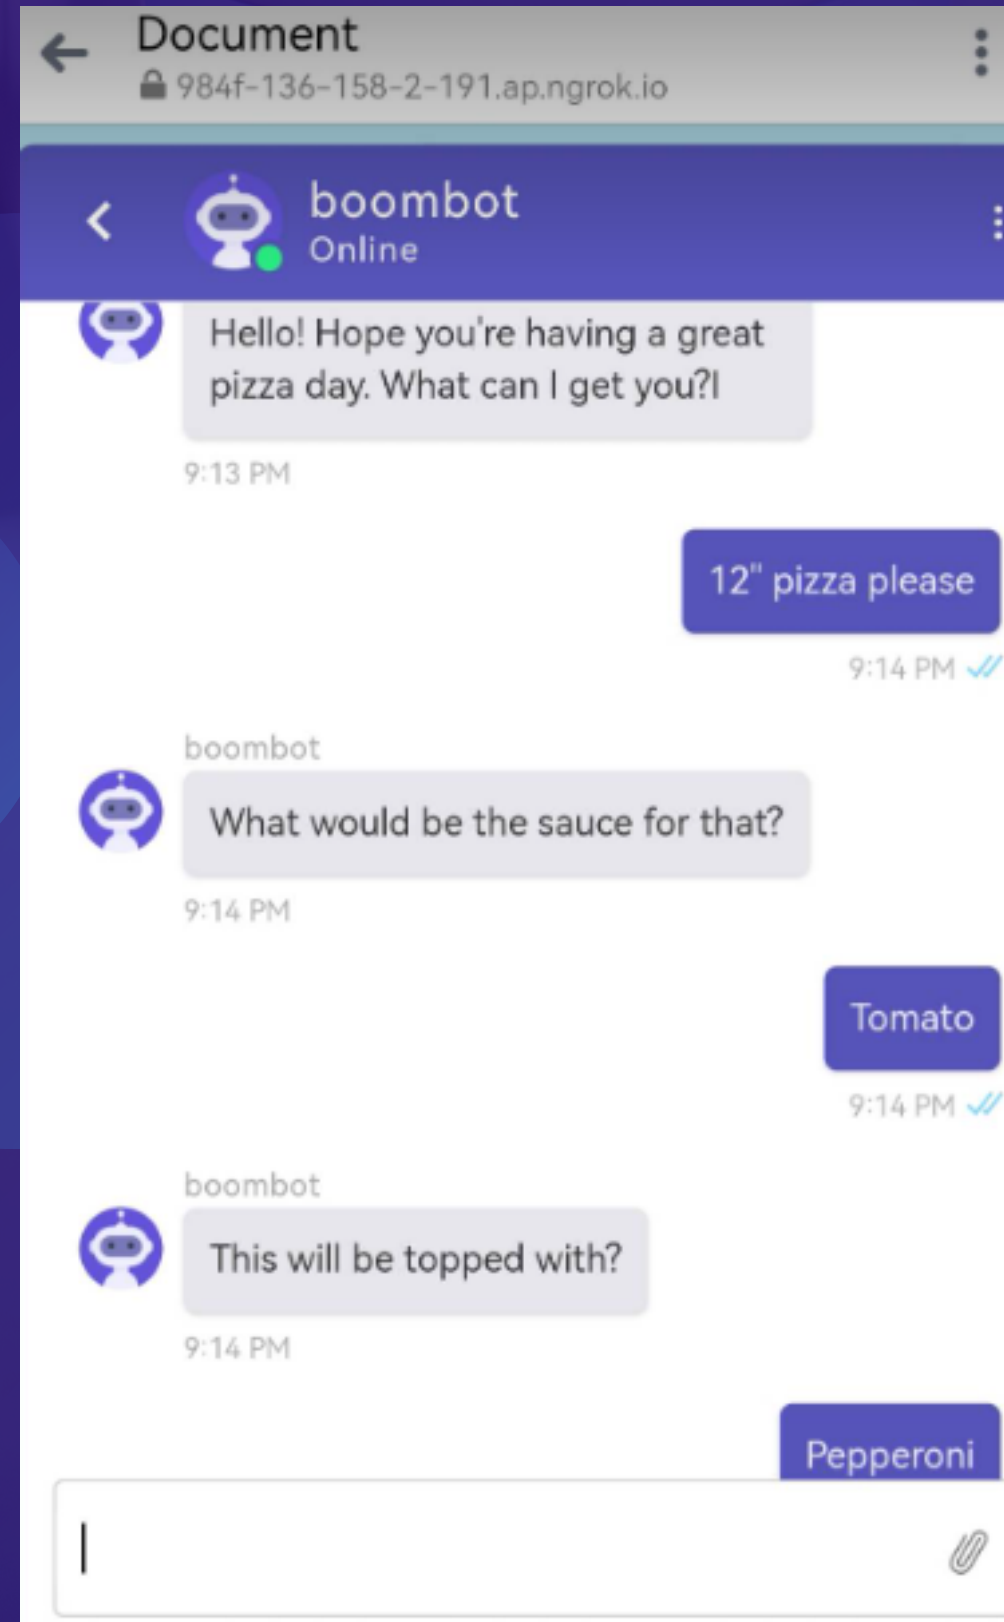 Document
984f-136-158-2-191.ap.ngrok.io
boombot
Online
Hello! Hope you're having a great
pizza day. What can I get you?l
9:13 PM
12" pizza please
9:14 PM
boombot
What would be the sauce for that?
9:14 PM
Tomato
9:14 PM
boombot
This will be topped with?
9:14 PM
Pepperoni